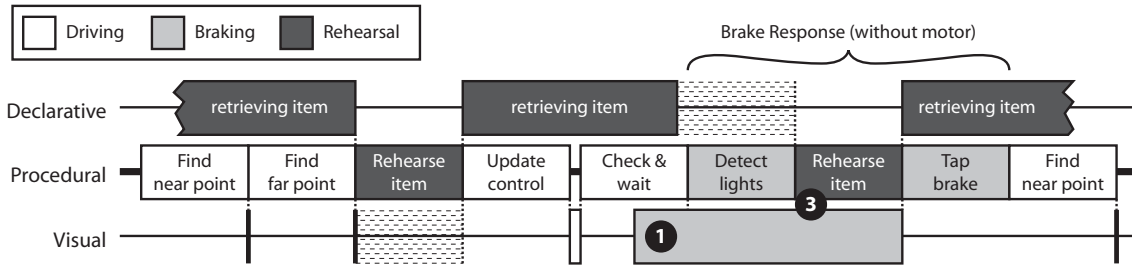 Driving Braking Rehearsal
Brake Response (without motor)
Declarative
retrieving item retrieving item retrieving item
Procedural
Find near point
Find far point
Rehearse item
Update control
Check & wait
Detect lights
Rehearse item
Tap brake
Find near point
3
Visual
1